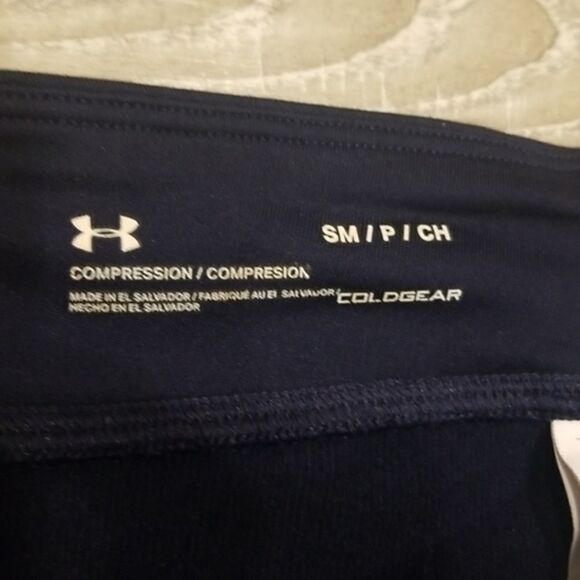 SM / P / CH
COMPRESSION / COMPRESION
MADE IN EL SALVADOR / FABRIQUÉ AU EL SALVADOR /
HECHO EN EL SALVADOR
COLDGEAR